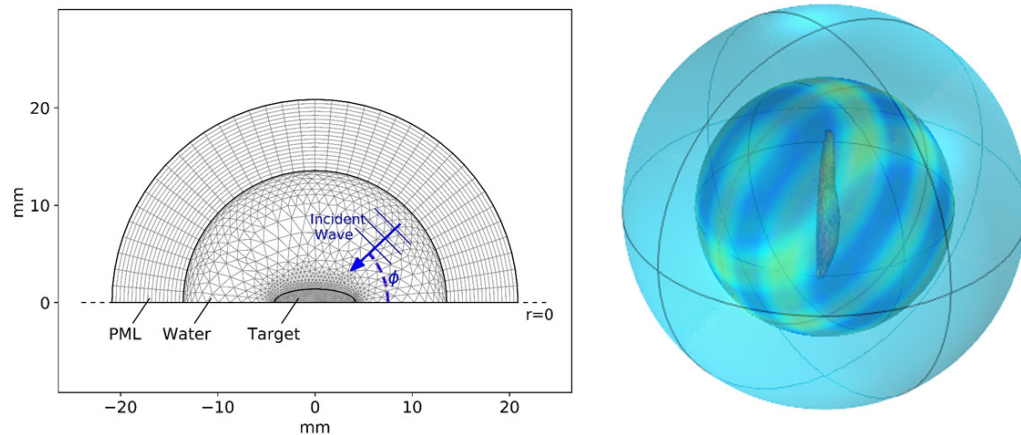 mm
20
10
0
Incident
Wave
ϕ
r=0
PML
Water
Target
−20
−10
0
10
20
mm